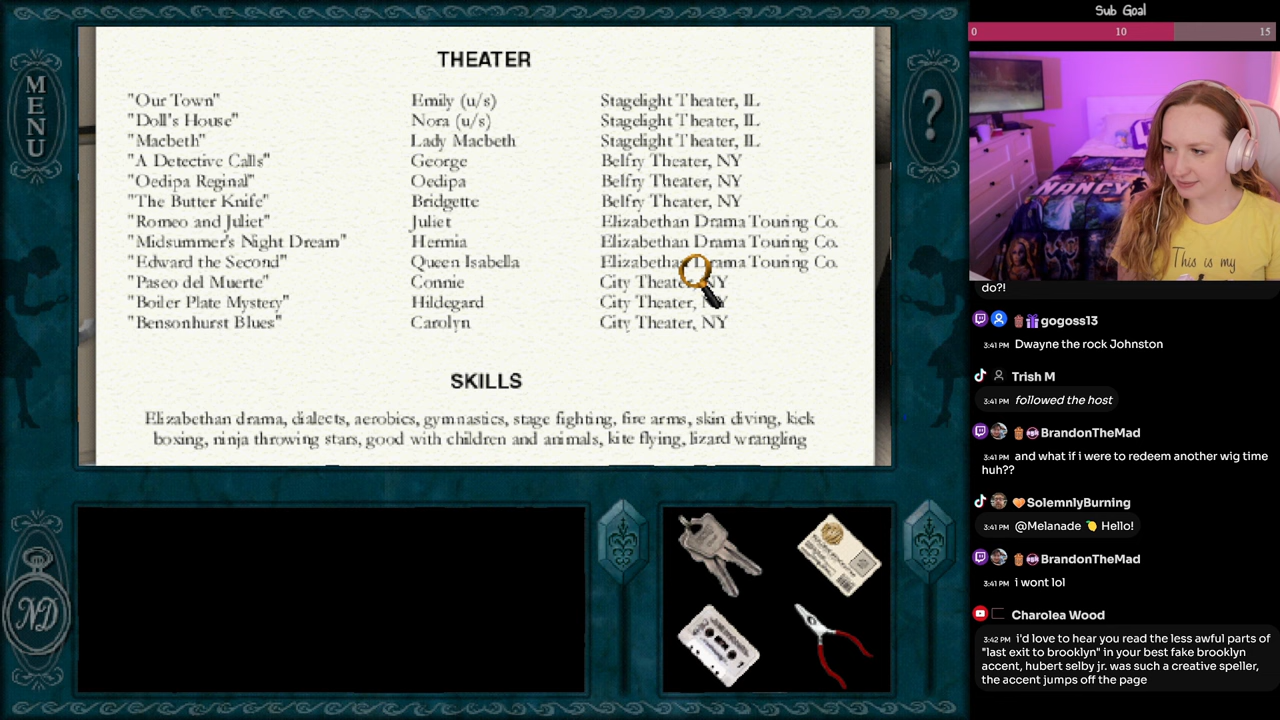 MENU
THEATER
"Our Town" Emily (u/s) Stagelight Theater, IL
"Doll's House" Nora (u/s) Stagelight Theater, IL
"Macbeth" Lady Macbeth Stagelight Theater, IL
"A Detective Calls" George Belfry Theater, NY
"Oedipa Reginal" Oedipa Belfry Theater, NY
"The Butter Knife" Bridgette Belfry Theater, NY
"Romeo and Juliet" Juliet Elizabethan Drama Touring Co.
"Midsummer's Night Dream" Hermia Elizabethan Drama Touring Co.
"Edward the Second" Queen Isabella Elizabethan Drama Touring Co.
"Paseo del Muerte" Connie City Theater, NY
"Boiler Plate Mystery" Hildegard City Theater, NY
"Bensonhurst Blues" Carolyn City Theater, NY
SKILLS
Elizabethan drama, dialects, aerobics, gymnastics, stage fighting, fire arms, skin diving, kick
boxing, ninja throwing stars, good with children and animals, kite flying, lizard wrangling
?
ND
Sub Goal
0 10 15
NANCY
This is my
do?!
gogoss13
3:41 PM Dwayne the rock Johnston
Trish M
3:41 PM followed the host
BrandonTheMad
3:41 PM and what if i were to redeem another wig time
huh??
SolemnlyBurning
3:41 PM @Melanade 🍋 Hello!
BrandonTheMad
3:41 PM i wont lol
Charolea Wood
3:42 PM i'd love to hear you read the less awful parts of
"last exit to brooklyn" in your best fake brooklyn
accent, hubert selby jr. was such a creative speller,
the accent jumps off the page